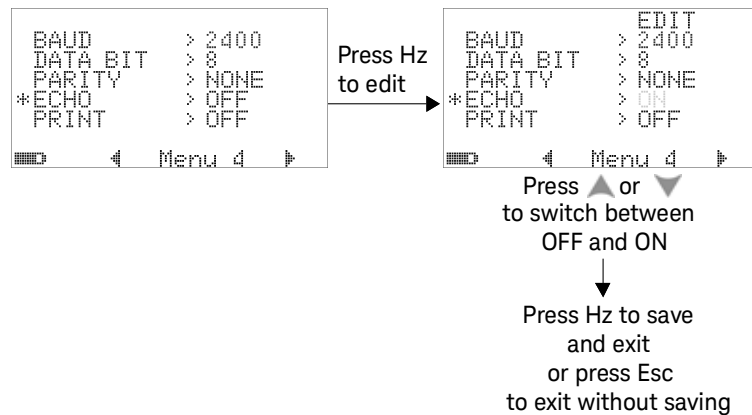 BAUD > 2400
DATA BIT > 8
PARITY > NONE
*ECHO > OFF
PRINT > OFF
Menu 4
Press Hz
to edit
EDIT
BAUD > 2400
DATA BIT > 8
PARITY > NONE
*ECHO > ON
PRINT > OFF
Menu 4
Press ▲ or ▼
to switch between
OFF and ON
Press Hz to save
and exit
or press Esc
to exit without saving